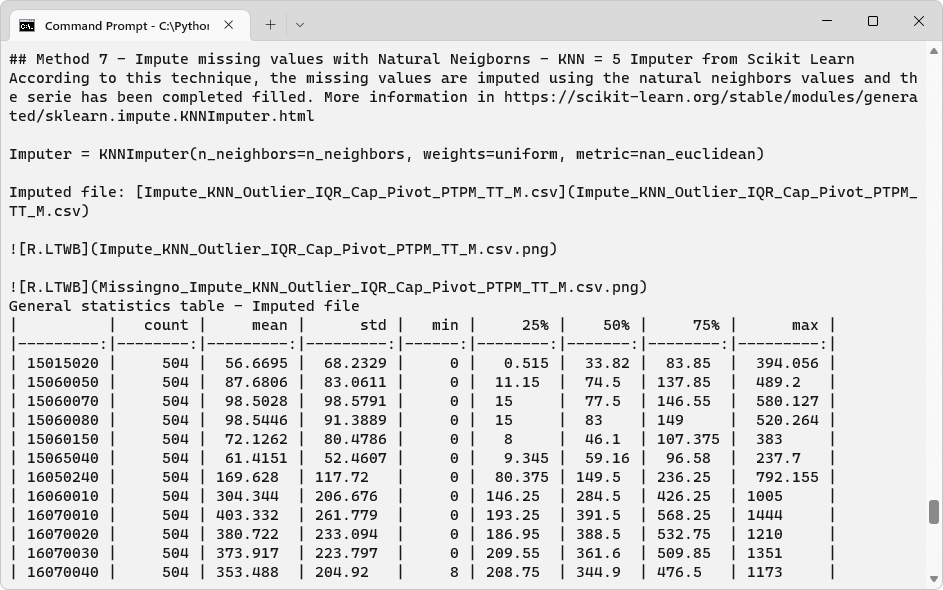 Command Prompt - C:\Pythor
## Method 7 - Impute missing values with Natural Neigborns - KNN = 5 Imputer from Scikit Learn
According to this technique, the missing values are imputed using the natural neighbors values and th
e serie has been completed filled. More information in https://scikit-learn.org/stable/modules/genera
ted/sklearn.impute.KNNImputer.html
Imputer = KNNImputer(n_neighbors=n_neighbors, weights=uniform, metric=nan_euclidean)
Imputed file: [Impute_KNN_Outlier_IQR_Cap_Pivot_PTPM_TT_M.csv](Impute_KNN_Outlier_IQR_Cap_Pivot_PTPM_
TT_M.csv)
![R.LTWB](Impute_KNN_Outlier_IQR_Cap_Pivot_PTPM_TT_M.csv.png)
![R.LTWB](Missingno_Impute_KNN_Outlier_IQR_Cap_Pivot_PTPM_TT_M.csv.png)
General statistics table - Imputed file
|          |   count |     mean |      std |   min |     25% |    50% |     75% |      max |
|---------:|--------:|---------:|---------:|------:|--------:|-------:|--------:|---------:|
| 15015020 |     504 |  56.6695 |  68.2329 |     0 |   0.515 |  33.82 |  83.85  |  394.056 |
| 15060050 |     504 |  87.6806 |  83.0611 |     0 |  11.15  |  74.5  | 137.85  |  489.2   |
| 15060070 |     504 |  98.5028 |  98.5791 |     0 |  15     |  77.5  | 146.55  |  580.127 |
| 15060080 |     504 |  98.5446 |  91.3889 |     0 |  15     |  83    | 149     |  520.264 |
| 15060150 |     504 |  72.1262 |  80.4786 |     0 |   8     |  46.1  | 107.375 |  383     |
| 15065040 |     504 |  61.4151 |  52.4607 |     0 |   9.345 |  59.16 |  96.58  |  237.7   |
| 16050240 |     504 | 169.628  | 117.72   |     0 |  80.375 | 149.5  | 236.25  |  792.155 |
| 16060010 |     504 | 304.344  | 206.676  |     0 | 146.25  | 284.5  | 426.25  | 1005     |
| 16070010 |     504 | 403.332  | 261.779  |     0 | 193.25  | 391.5  | 568.25  | 1444     |
| 16070020 |     504 | 380.722  | 233.094  |     0 | 186.95  | 388.5  | 532.75  | 1210     |
| 16070030 |     504 | 373.917  | 223.797  |     0 | 209.55  | 361.6  | 509.85  | 1351     |
| 16070040 |     504 | 353.488  | 204.92   |     8 | 208.75  | 344.9  | 476.5   | 1173     |